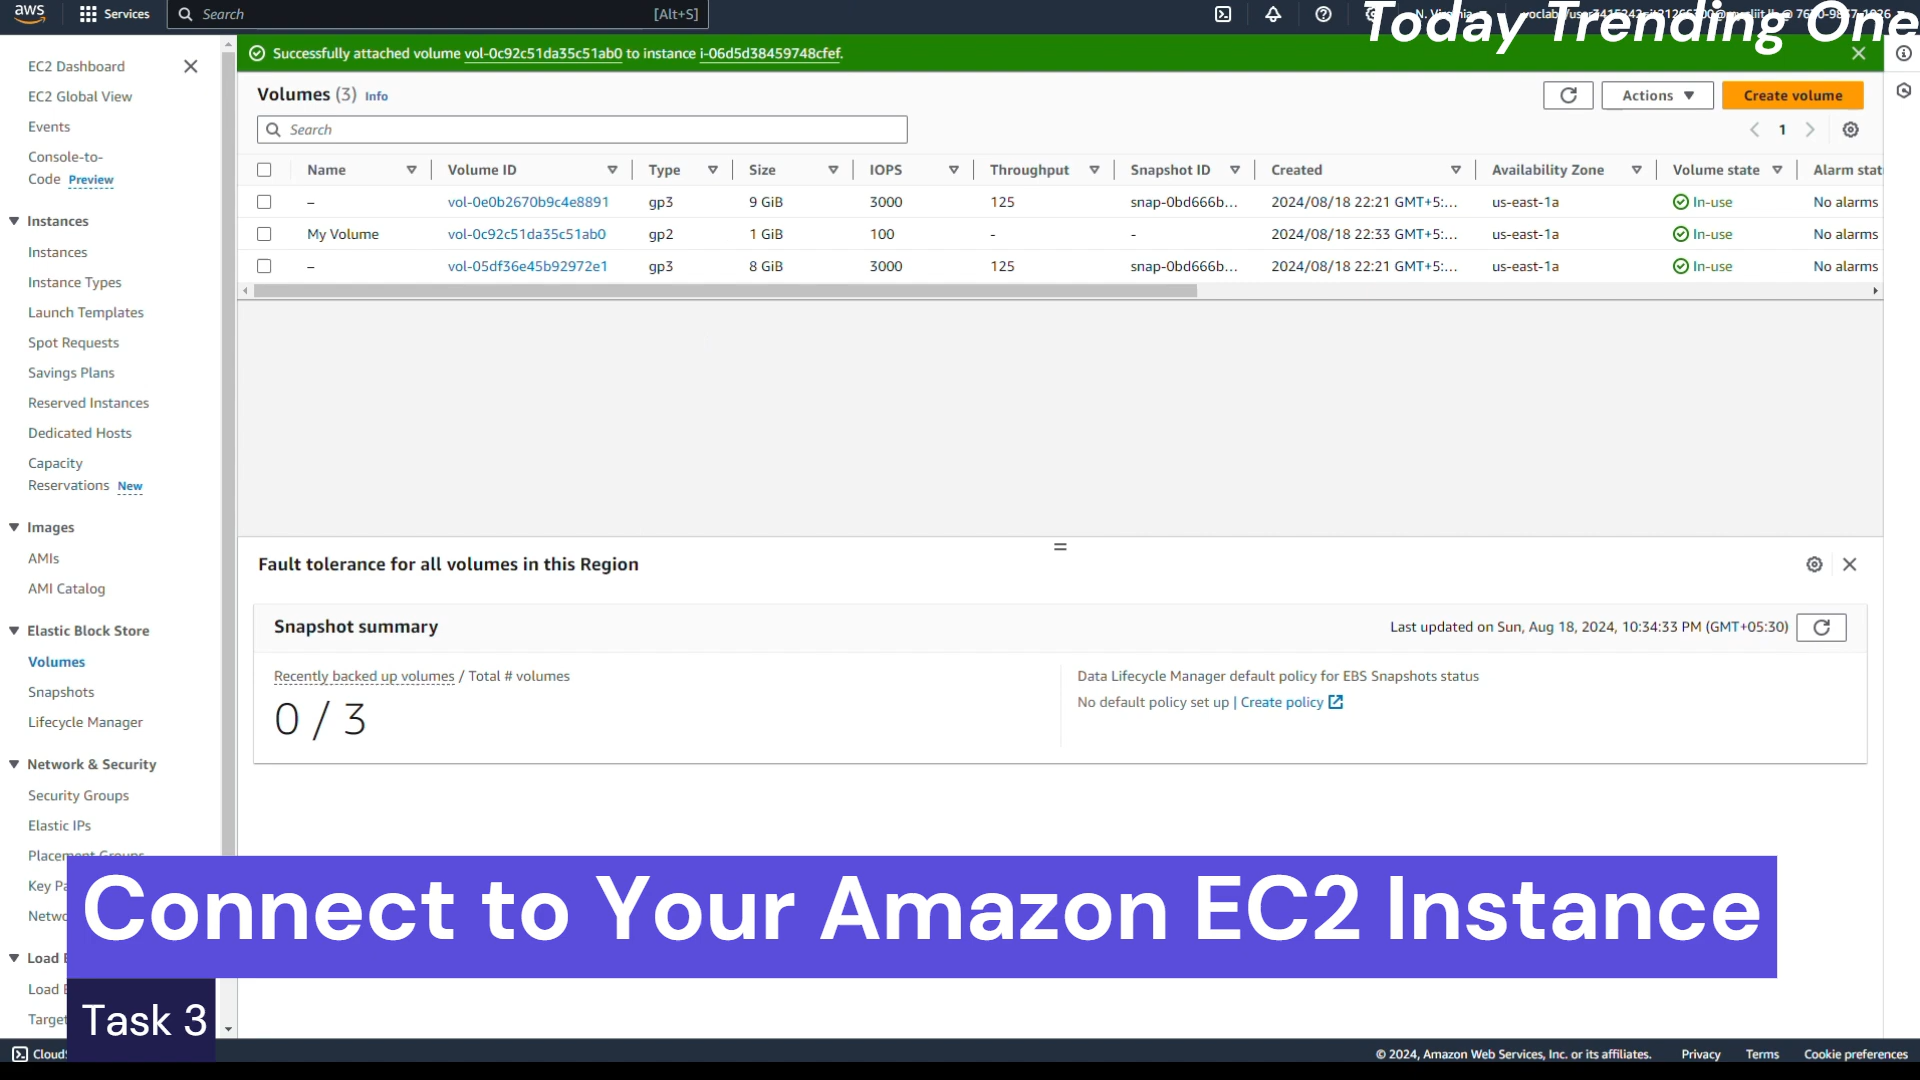 aws
Services
Search
[Alt+S]
Today Trending One
Successfully attached volume vol-0c92c51da35c51ab0 to instance i-06d5d38459748cfef.
EC2 Dashboard
EC2 Global View
Events
Console-to-
Code Preview
Instances
Instances
Instance Types
Launch Templates
Spot Requests
Savings Plans
Reserved Instances
Dedicated Hosts
Capacity
Reservations New
Images
AMIs
AMI Catalog
Elastic Block Store
Volumes
Snapshots
Lifecycle Manager
Network & Security
Security Groups
Elastic IPs
Placement Groups
Key Pa
Netwo
Load
Load
Target
Volumes (3) Info
Actions
Create volume
Search
1
Name Volume ID Type Size IOPS Throughput Snapshot ID Created Availability Zone Volume state Alarm stat
– vol-0e0b2670b9c4e8891 gp3 9 GiB 3000 125 snap-0bd666b... 2024/08/18 22:21 GMT+5:... us-east-1a In-use No alarms
My Volume vol-0c92c51da35c51ab0 gp2 1 GiB 100 - - 2024/08/18 22:33 GMT+5:... us-east-1a In-use No alarms
– vol-05df36e45b92972e1 gp3 8 GiB 3000 125 snap-0bd666b... 2024/08/18 22:21 GMT+5:... us-east-1a In-use No alarms
Fault tolerance for all volumes in this Region
Snapshot summary
Last updated on Sun, Aug 18, 2024, 10:34:33 PM (GMT+05:30)
Recently backed up volumes / Total # volumes
0 / 3
Data Lifecycle Manager default policy for EBS Snapshots status
No default policy set up | Create policy
Connect to Your Amazon EC2 Instance
Task 3
© 2024, Amazon Web Services, Inc. or its affiliates. Privacy Terms Cookie preferences